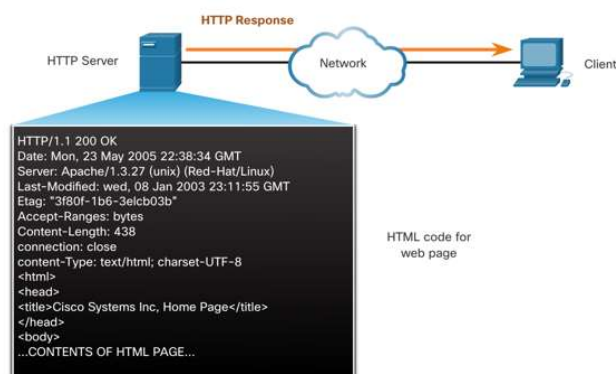 HTTP Response
HTTP Server
Network
Client
HTTP/1.1 200 OK
Date: Mon, 23 May 2005 22:38:34 GMT
Server: Apache/1.3.27 (unix) (Red-Hat/Linux)
Last-Modified: wed, 08 Jan 2003 23:11:55 GMT
Etag: "3f80f-1b6-3elcb03b"
Accept-Ranges: bytes
Content-Length: 438
connection: close
content-Type: text/html; charset-UTF-8
<html>
<head>
<title>Cisco Systems Inc, Home Page</title>
</head>
<body>
...CONTENTS OF HTML PAGE...
HTML code for
web page